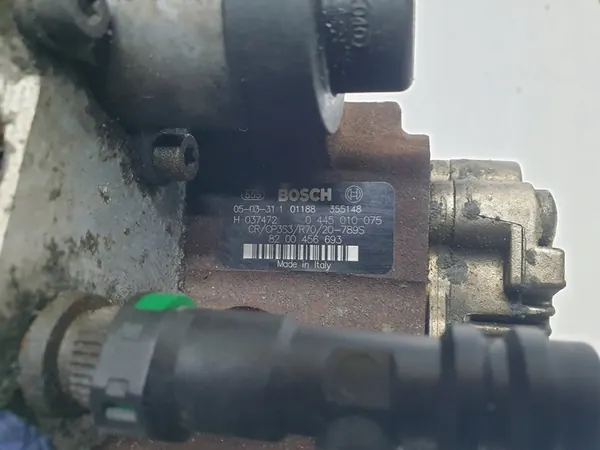 BOSCH
05-03-31 1 01188 355148
H 037472 0 445 010 075
CR/CP3S3/R70/20-789S
82 00 456 693
Made in Italy